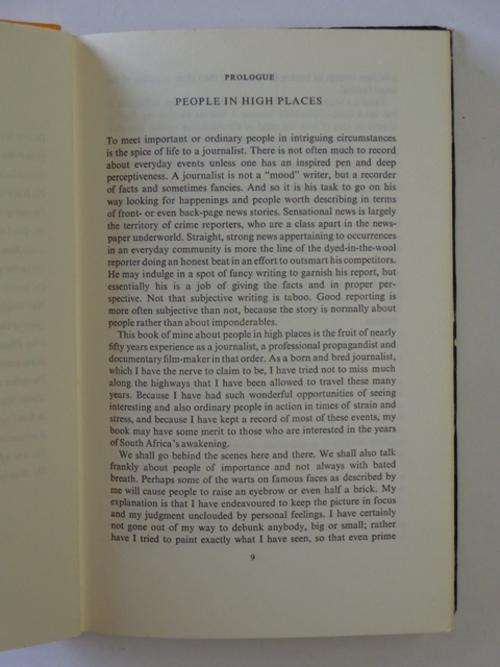 PROLOGUE
PEOPLE IN HIGH PLACES
To meet important or ordinary people in intriguing circumstances
is the spice of life to a journalist. There is not often much to record
about everyday events unless one has an inspired pen and deep
perceptiveness. A journalist is not a “mood” writer, but a recorder
of facts and sometimes fancies. And so it is his task to go on his
way looking for happenings and people worth describing in terms
of front- or even back-page news stories. Sensational news is largely
the territory of crime reporters, who are a class apart in the news-
paper underworld. Straight, strong news appertaining to occurrences
in an everyday community is more the line of the dyed-in-the-wool
reporter doing an honest beat in an effort to outsmart his competitors.
He may indulge in a spot of fancy writing to garnish his report, but
essentially his is a job of giving the facts and in proper per-
spective. Not that subjective writing is taboo. Good reporting is
more often subjective than not, because the story is normally about
people rather than about imponderables.
This book of mine about people in high places is the fruit of nearly
fifty years experience as a journalist, a professional propagandist and
documentary film-maker in that order. As a born and bred journalist,
which I have the nerve to claim to be, I have tried not to miss much
along the highways that I have been allowed to travel these many
years. Because I have had such wonderful opportunities of seeing
interesting and also ordinary people in action in times of strain and
stress, and because I have kept a record of most of these events, my
book may have some merit to those who are interested in the years
of South Africa's awakening.
We shall go behind the scenes here and there. We shall also talk
frankly about people of importance and not always with bated
breath. Perhaps some of the warts on famous faces as described by
me will cause people to raise an eyebrow or even half a brick. My
explanation is that I have endeavoured to keep the picture in focus
and my judgment unclouded by personal feelings. I have certainly
not gone out of my way to debunk anybody, big or small; rather
have I tried to paint exactly what I have seen, so that even prime
9